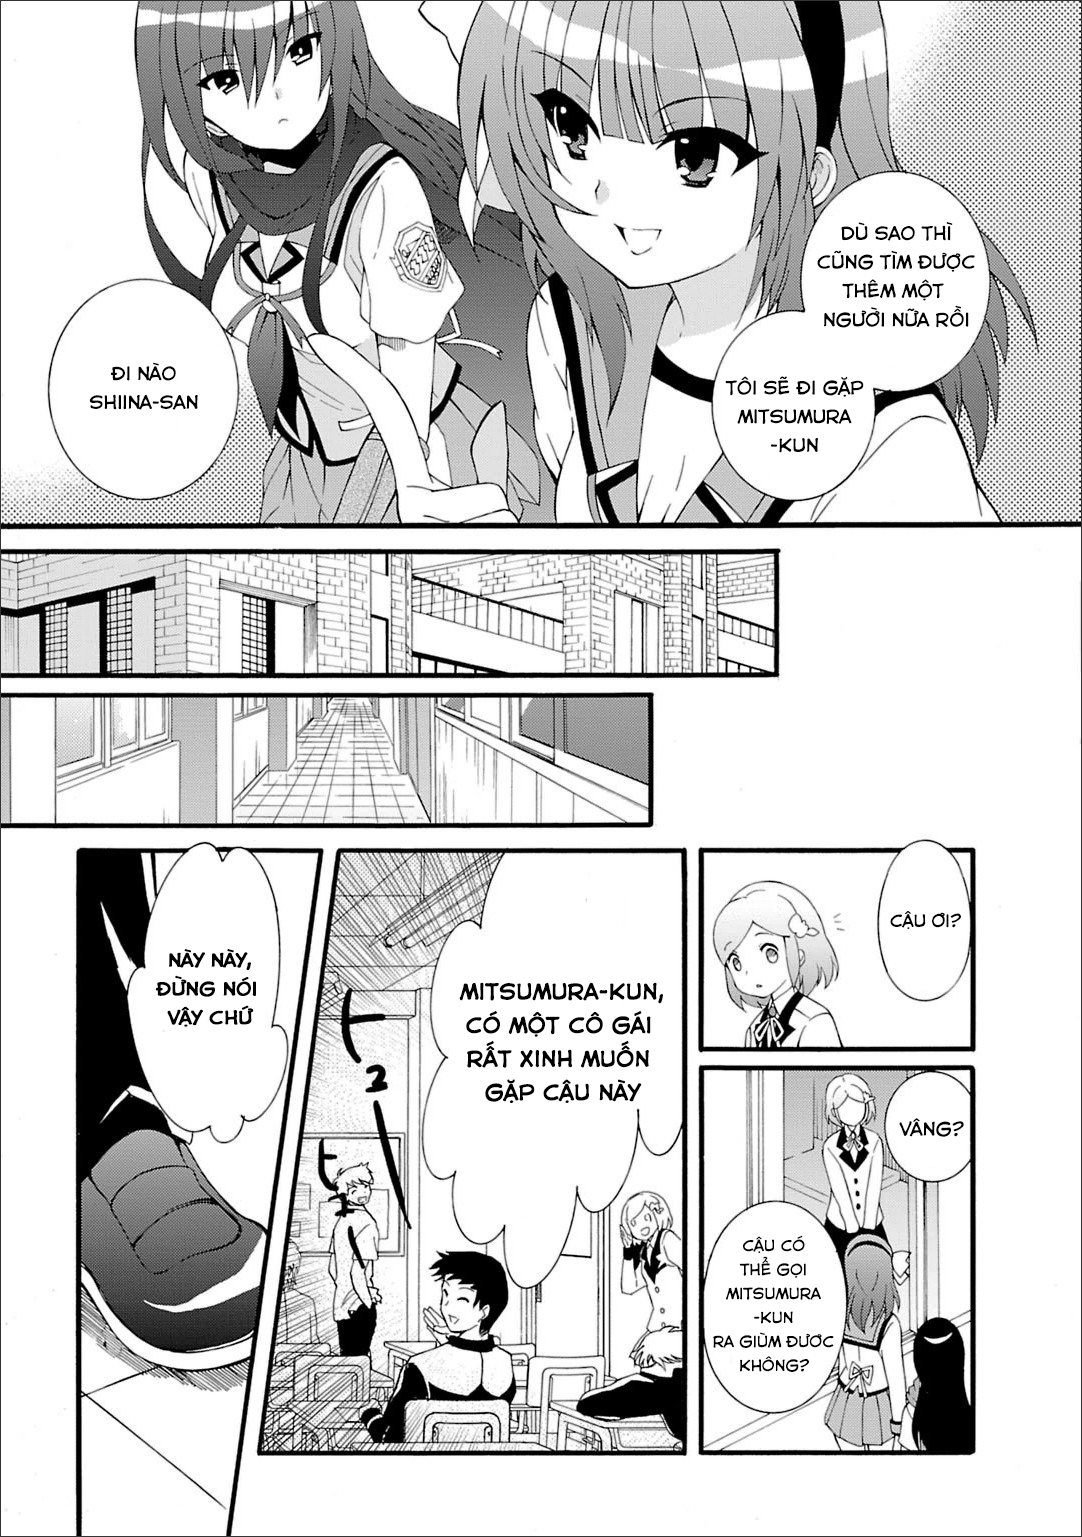 DÙ SAO THÌ
CŨNG TÌM ĐƯỢC
THÊM MỘT
NGƯỜI NỮA RỒI
TÔI SẼ ĐI GẶP
MITSUMURA
-KUN
ĐI NÀO
SHIINA-SAN
CẬU ƠI?
VÂNG?
CẬU CÓ
THỂ GỌI
MITSUMURA
-KUN
RA GIÙM ĐƯƠC
KHÔNG?
MITSUMURA-KUN,
CÓ MỘT CÔ GÁI
RẤT XINH MUỐN
GẶP CẬU NÀY
NÀY NÀY,
ĐỪNG NÓI
VẬY CHỨ